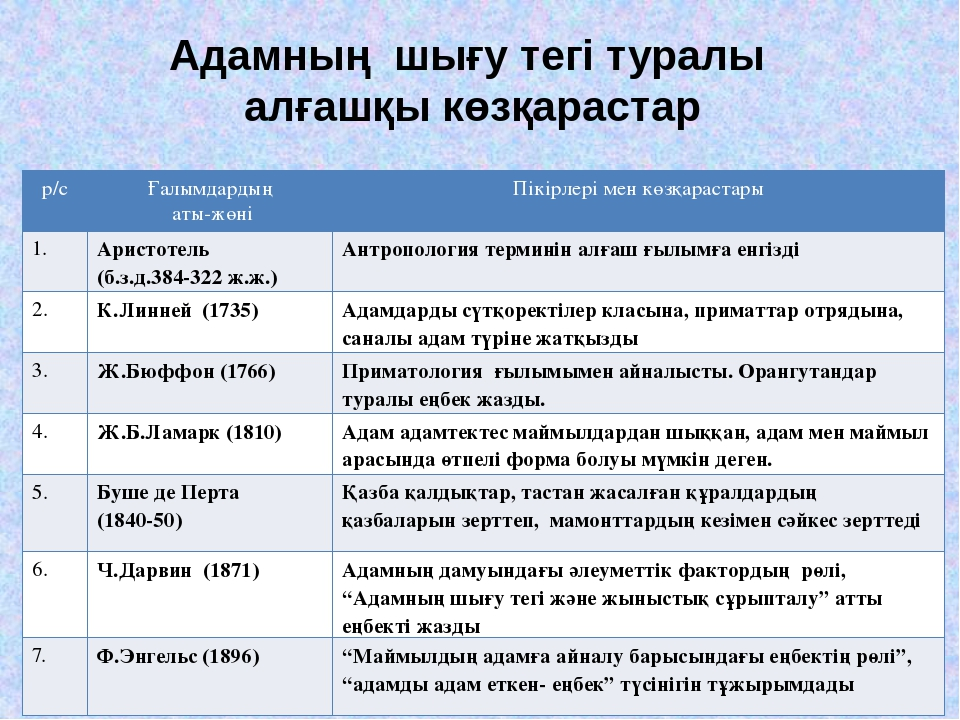 Адамның шығу тегі туралы
алғашқы көзқарастар
р/с
Ғалымдардың
аты-жөні
Пікірлері мен көзқарастары
1.
Аристотель
(б.з.д.384-322 ж.ж.)
Антропология терминін алғаш ғылымға енгізді
2.
К.Линней (1735)
Адамдарды сүтқоректілер класына, приматтар отрядына,
саналы адам түріне жатқызды
3.
Ж.Бюффон (1766)
Приматология ғылымымен айналысты. Орангутандар
туралы еңбек жазды.
4.
Ж.Б.Ламарк (1810)
Адам адамтектес маймылдардан шыққан, адам мен маймыл
арасында өтпелі форма болуы мүмкін деген.
5.
Буше де Перта
(1840-50)
Қазба қалдықтар, тастан жасалған құралдардың
қазбаларын зерттеп, мамонттардың кезімен сәйкес зерттеді
6.
Ч.Дарвин (1871)
Адамның дамуындағы әлеуметтік фактордың рөлі,
“Адамның шығу тегі және жыныстық сұрыпталу” атты
еңбекті жазды
7.
Ф.Энгельс (1896)
“Маймылдың адамға айналу барысындағы еңбектің рөлі”,
“адамды адам еткен- еңбек” түсінігін тұжырымдады